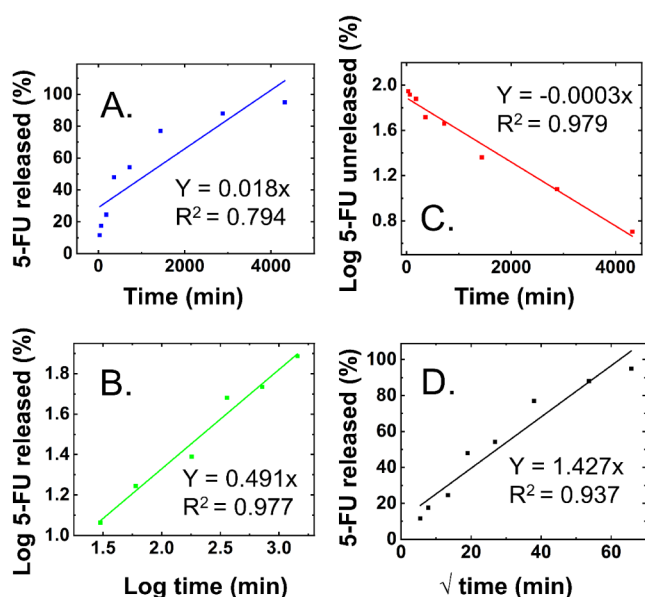 A.
5-FU released (%)
100
80
60
40
20
0
Y = 0.018x
R² = 0.794
0
2000
4000
Time (min)
C.
Log 5-FU unreleased (%)
2.0
1.6
1.2
0.8
Y = -0.0003x
R² = 0.979
0
2000
4000
Time (min)
B.
Log 5-FU released (%)
1.8
1.6
1.4
1.2
1.0
Y = 0.491x
R² = 0.977
1.5
2.0
2.5
3.0
Log time (min)
D.
5-FU released (%)
100
80
60
40
20
0
Y = 1.427x
R² = 0.937
0
20
40
60
√ time (min)